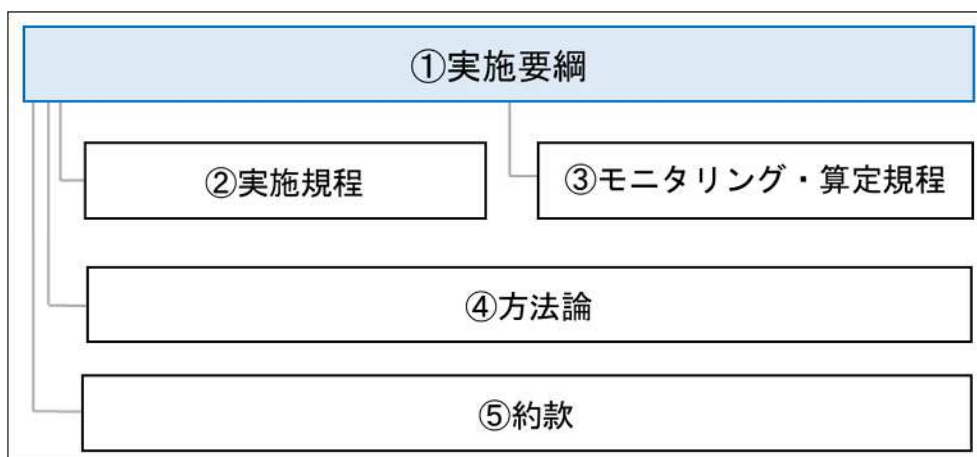 ①実施要綱
②実施規程
③モニタリング・算定規程
④方法論
⑤約款